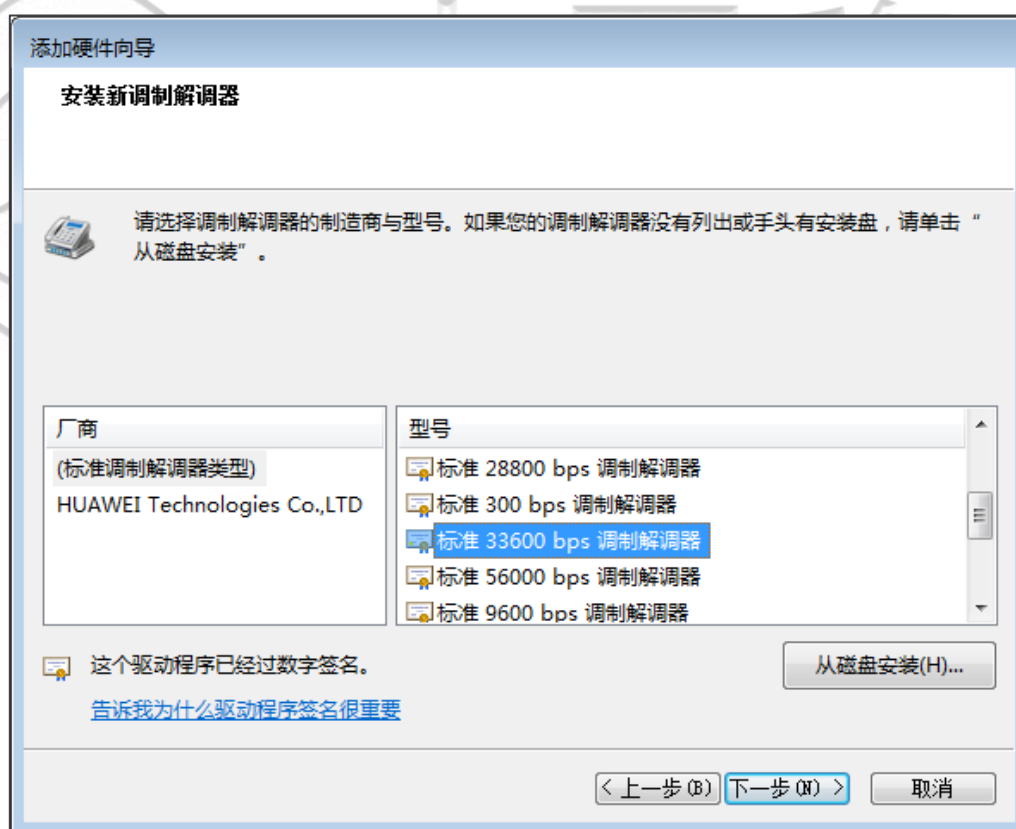 添加硬件向导
安装新调制解调器
请选择调制解调器的制造商与型号。如果您的调制解调器没有列出或手头有安装盘，请单击“
从磁盘安装”。
厂商
型号
(标准调制解调器类型)
HUAWEI Technologies Co.,LTD
标准 28800 bps 调制解调器
标准 300 bps 调制解调器
标准 33600 bps 调制解调器
标准 56000 bps 调制解调器
标准 9600 bps 调制解调器
这个驱动程序已经过数字签名。
从磁盘安装(H)...
告诉我为什么驱动程序签名很重要
< 上一步(B)
下一步(N) >
取消